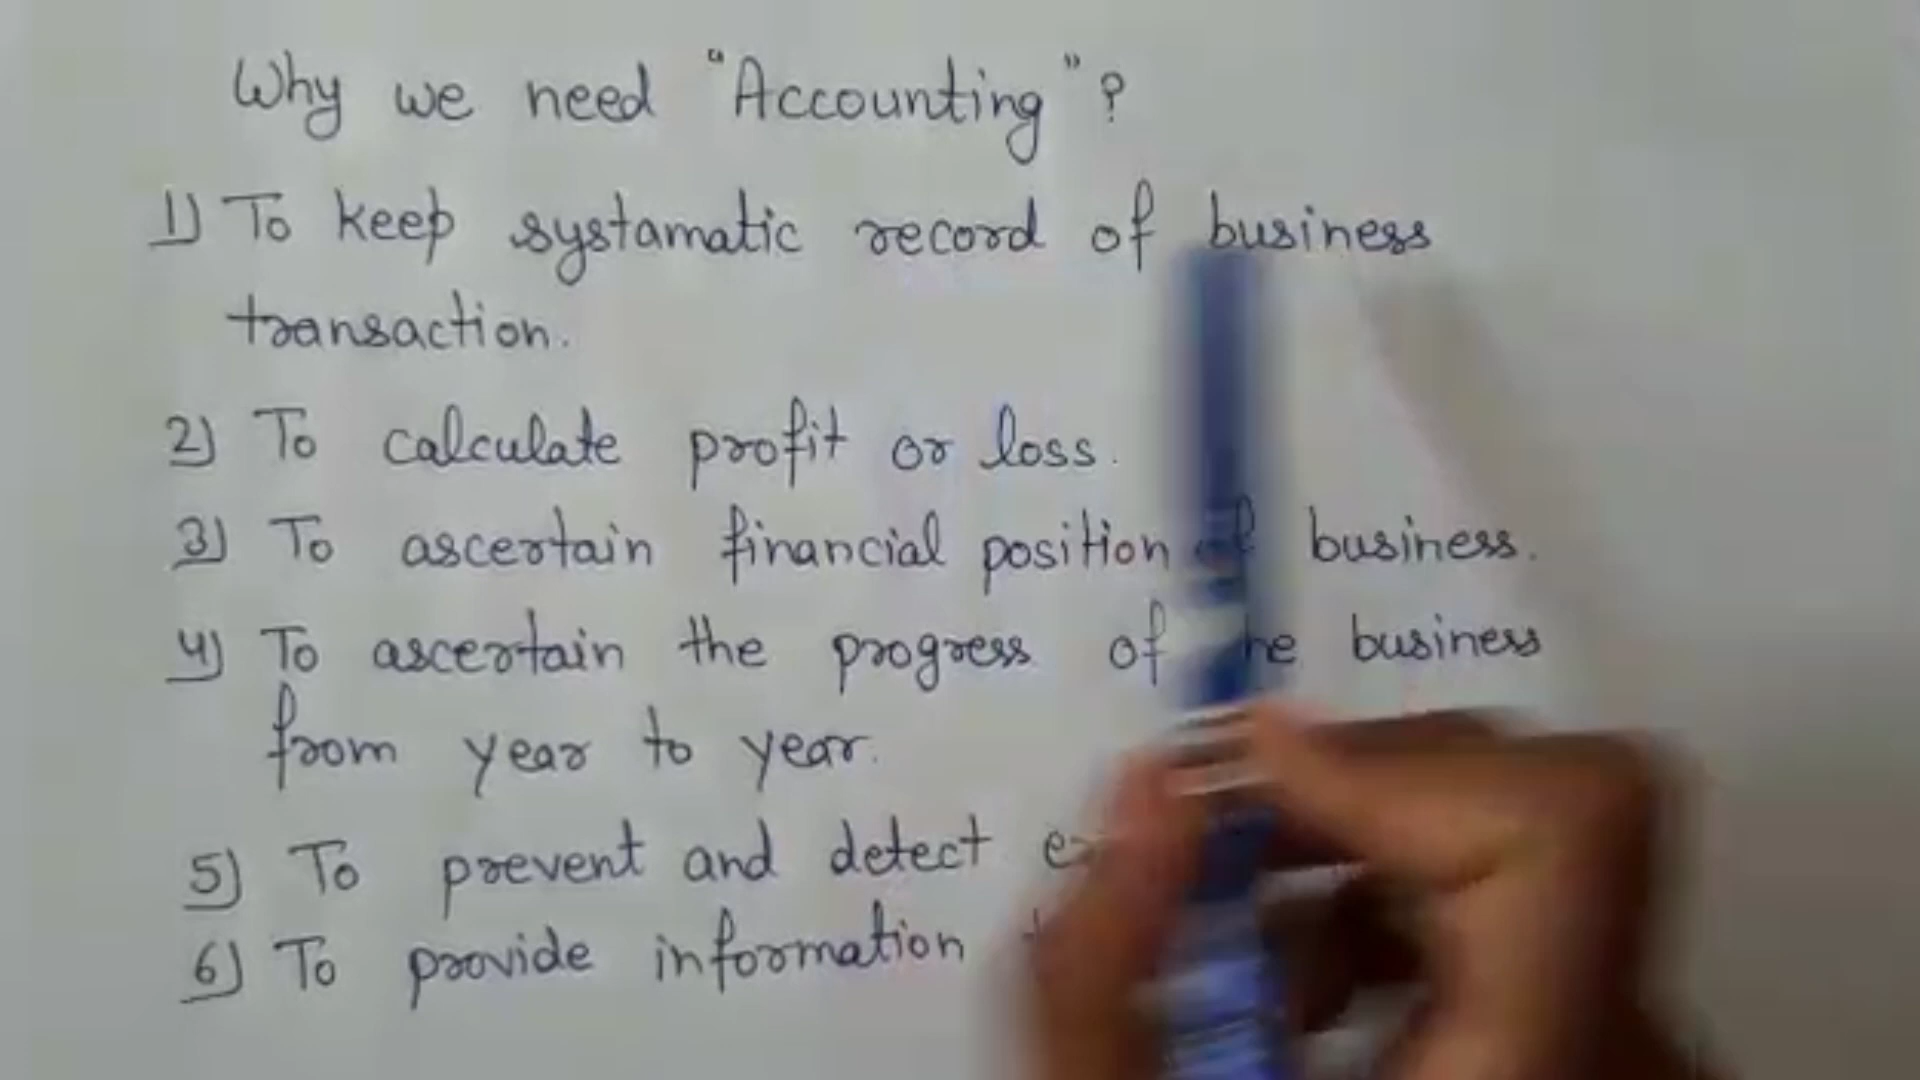 Why we need "Accounting"?
1) To keep systamatic record of business
transaction.
2) To calculate profit or loss.
3) To ascertain financial position of business.
4) To ascertain the progress of business
from year to year.
5) To prevent and detect
6) To provide information